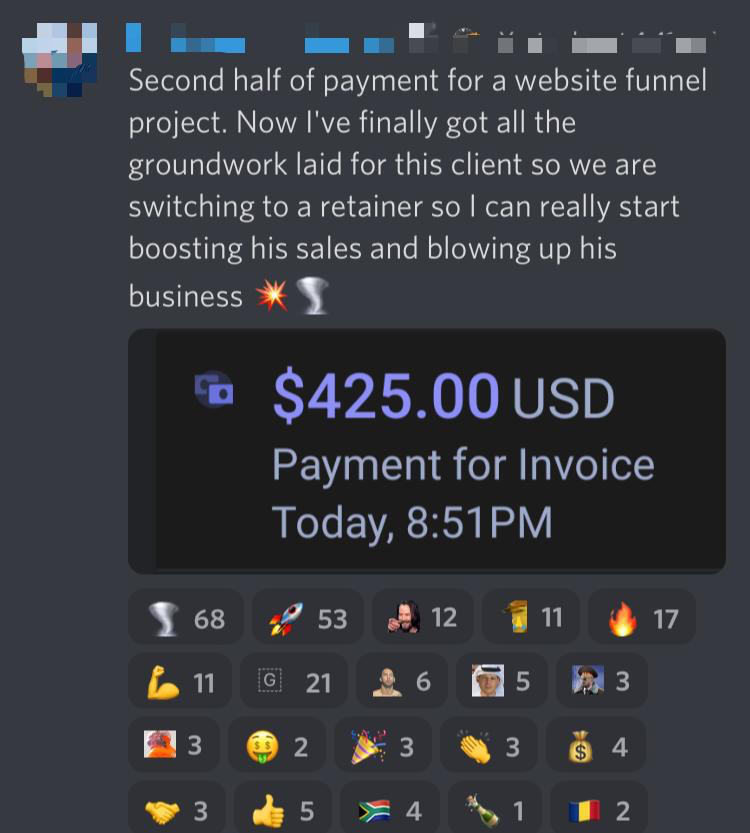 Second half of payment for a website funnel
project. Now I've finally got all the
groundwork laid for this client so we are
switching to a retainer so I can really start
boosting his sales and blowing up his
business 💥🌪️
$425.00 USD
Payment for Invoice
Today, 8:51PM
68 53 12 11 17
11 G 21 6 5 3
3 2 3 3 4
3 5 4 1 2